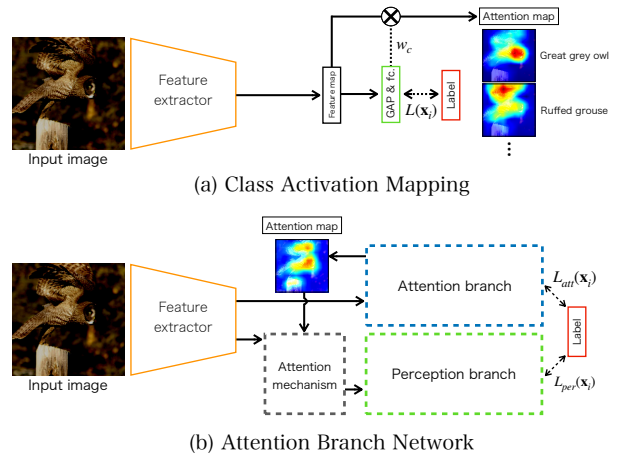 Attention map
w_c
Great grey owl
Feature
extractor
Feature map
GAP & fc.
L(x_i)
Label
Ruffed grouse
Input image
(a) Class Activation Mapping
Attention map
Attention branch
L_att(x_i)
Feature
extractor
Label
Attention
mechanism
Perception branch
L_per(x_i)
Input image
(b) Attention Branch Network